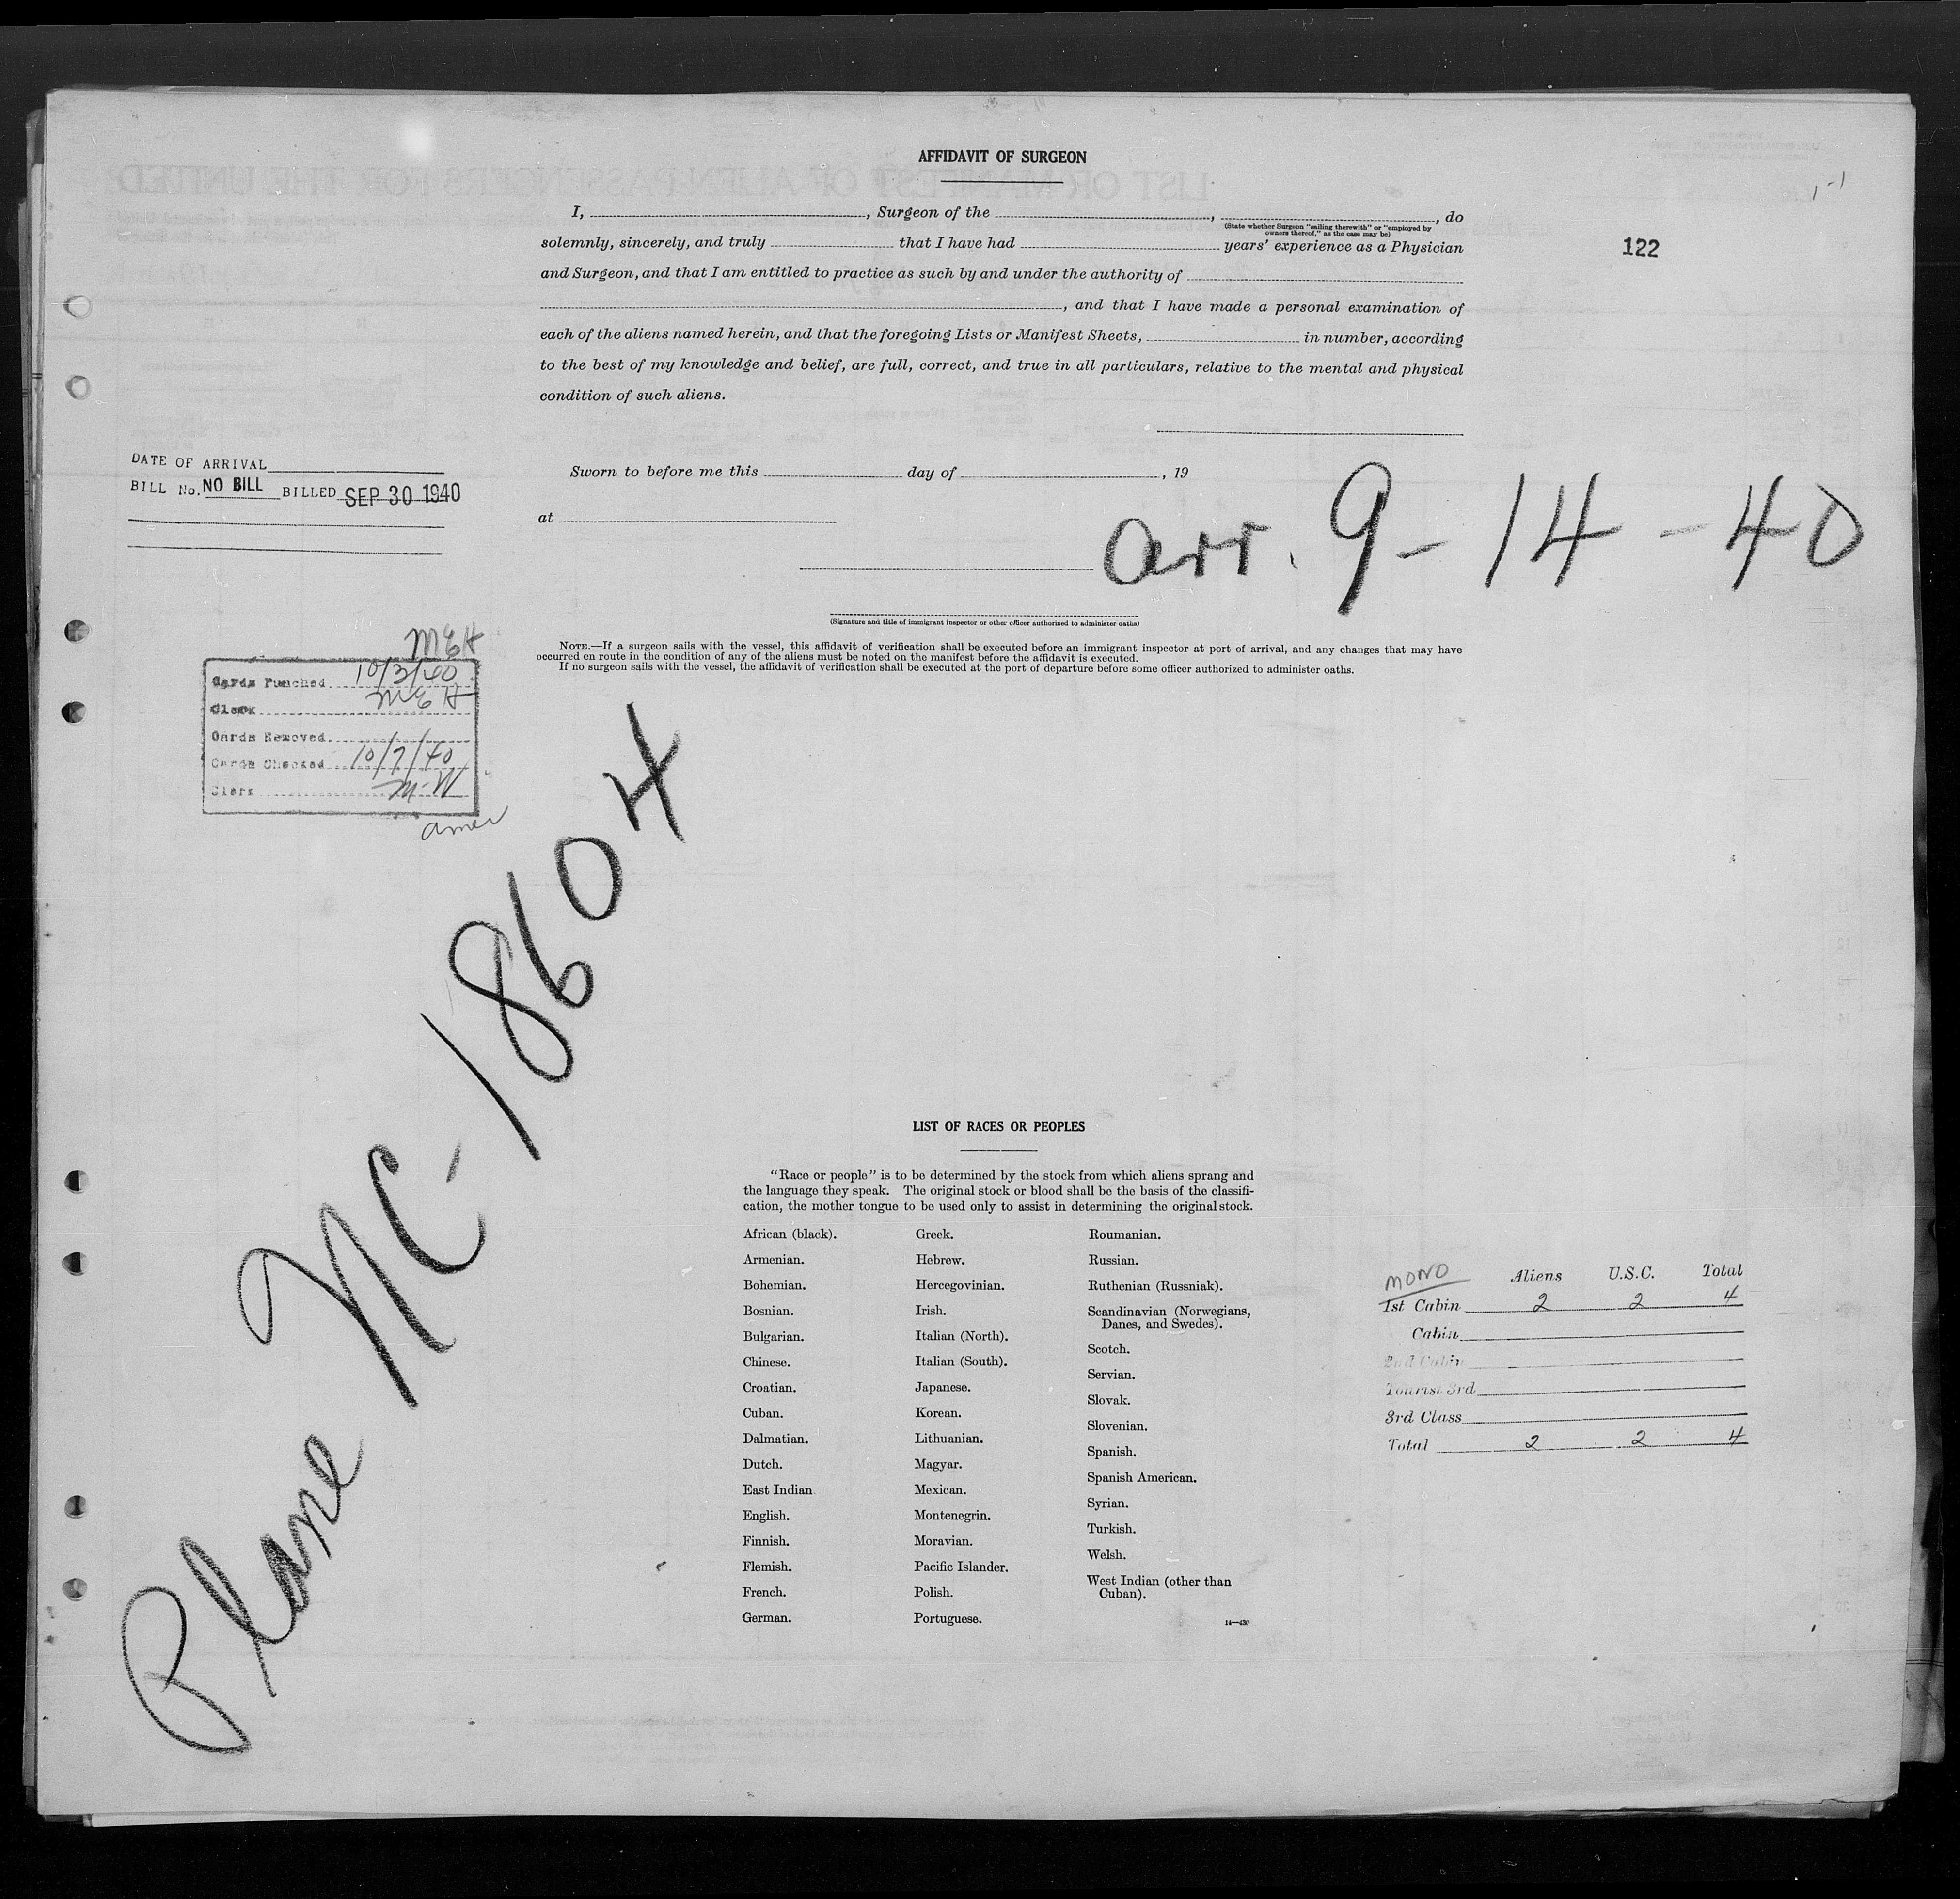 AFFIDAVIT OF SURGEON
1-1
I, , Surgeon of the , , do
(State whether Surgeon "sailing therewith" or "employed by
owners thereof," as the case may be)
solemnly, sincerely, and truly that I have had years' experience as a Physician
122
and Surgeon, and that I am entitled to practice as such by and under the authority of
, and that I have made a personal examination of
each of the aliens named herein, and that the foregoing Lists or Manifest Sheets, in number, according
to the best of my knowledge and belief, are full, correct, and true in all particulars, relative to the mental and physical
condition of such aliens.
DATE OF ARRIVAL
BILL No. NO BILL BILLED SEP 30 1940
Sworn to before me this day of , 19
at
arr. 9-14-40
(Signature and title of immigrant inspector or other officer authorized to administer oaths)
NOTE.—If a surgeon sails with the vessel, this affidavit of verification shall be executed before an immigrant inspector at port of arrival, and any changes that may have
occurred en route in the condition of any of the aliens must be noted on the manifest before the affidavit is executed.
If no surgeon sails with the vessel, the affidavit of verification shall be executed at the port of departure before some officer authorized to administer oaths.
MEH
Cards Punched 10/3/40
Clerk MEH
Cards Removed
Cards Checked 10/7/40
Clerk M-W
Plane NC-18604
LIST OF RACES OR PEOPLES
"Race or people" is to be determined by the stock from which aliens sprang and
the language they speak. The original stock or blood shall be the basis of the classifi-
cation, the mother tongue to be used only to assist in determining the original stock.
African (black).
Armenian.
Bohemian.
Bosnian.
Bulgarian.
Chinese.
Croatian.
Cuban.
Dalmatian.
Dutch.
East Indian
English.
Finnish.
Flemish.
French.
German.
Greek.
Hebrew.
Hercegovinian.
Irish.
Italian (North).
Italian (South).
Japanese.
Korean.
Lithuanian.
Magyar.
Mexican.
Montenegrin.
Moravian.
Pacific Islander.
Polish.
Portuguese.
Roumanian.
Russian.
Ruthenian (Russniak).
Scandinavian (Norwegians,
Danes, and Swedes).
Scotch.
Servian.
Slovak.
Slovenian.
Spanish.
Spanish American.
Syrian.
Turkish.
Welsh.
West Indian (other than
Cuban).
14—430
MONO Aliens U.S.C. Total
1st Cabin 2 2 4
Cabin
2nd Cabin
Tourist 3rd
3rd Class
Total 2 2 4